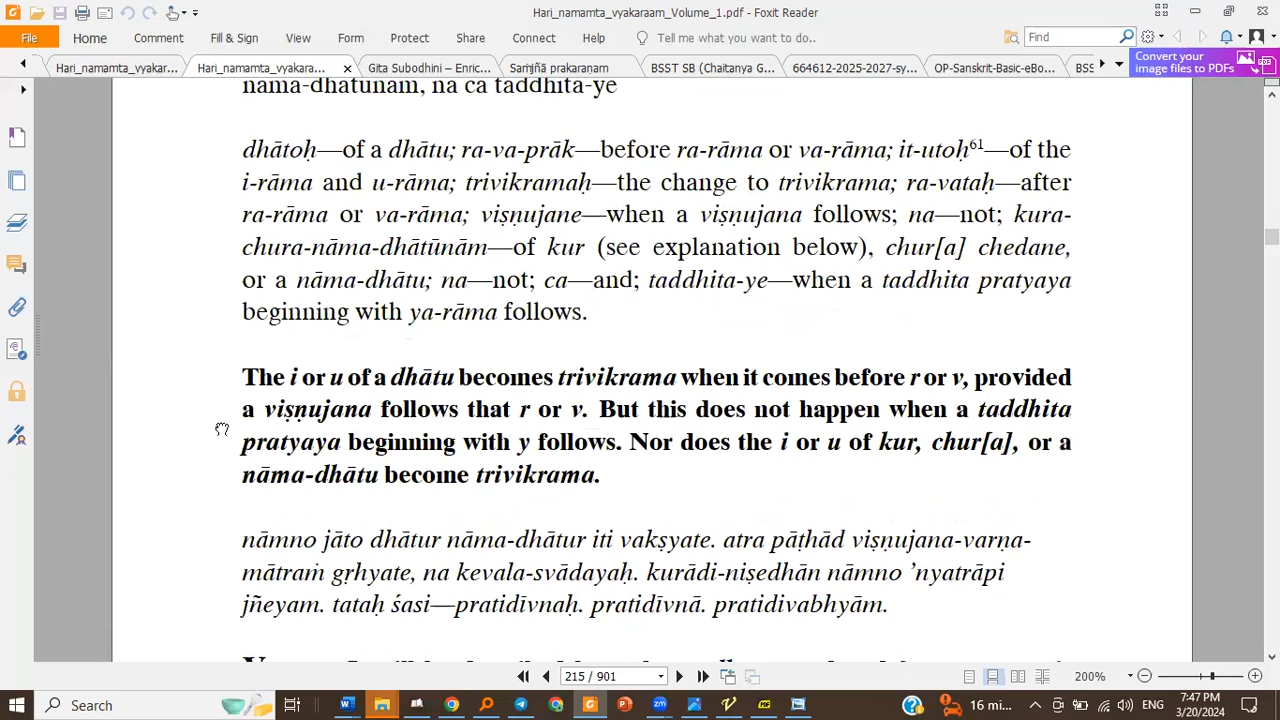 Hari_namamta_vyakaraam_Volume_1.pdf - Foxit Reader
File Home Comment Fill & Sign View Form Protect Share Connect Help Tell me what you want to do.. Find
Hari_namamta_vyakar... Hari_namamta_vyakara... Gita Subodhini – Enric... Saṁjñā prakaraṇam BSST SB (Chaitanya G... 664612-2025-2027-sy... OP-Sanskrit-Basic-eBo... BSS
Convert your
image files to PDFs
nāma-dhātūnāṁ, na ca taddhita-ye
dhātoḥ—of a dhātu; ra-va-prāk—before ra-rāma or va-rāma; it-utoḥ61—of the
i-rāma and u-rāma; trivikramaḥ—the change to trivikrama; ra-vataḥ—after
ra-rāma or va-rāma; viṣṇujane—when a viṣṇujana follows; na—not; kura-
chura-nāma-dhātūnām—of kur (see explanation below), chur[a] chedane,
or a nāma-dhātu; na—not; ca—and; taddhita-ye—when a taddhita pratyaya
beginning with ya-rāma follows.
The i or u of a dhātu becomes trivikrama when it comes before r or v, provided
a viṣṇujana follows that r or v. But this does not happen when a taddhita
pratyaya beginning with y follows. Nor does the i or u of kur, chur[a], or a
nāma-dhātu become trivikrama.
nāmno jāto dhātur nāma-dhātur iti vakṣyate. atra pāṭhād viṣṇujana-varṇa-
mātraṁ gṛhyate, na kevala-svādayaḥ. kurādi-niṣedhān nāmno 'nyatrāpi
jñeyam. tataḥ śasi—pratidīvnaḥ. pratidīvnā. pratidivabhyām.
215 / 901 200%
Search 16 mi... ENG 7:47 PM
3/20/2024